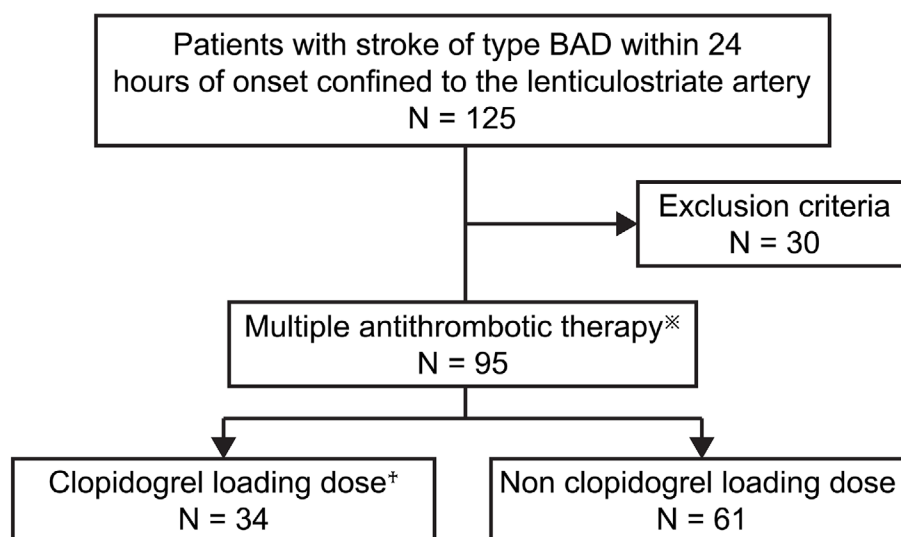 Patients with stroke of type BAD within 24
hours of onset confined to the lenticulostriate artery
N = 125
Exclusion criteria
N = 30
Multiple antithrombotic therapy※
N = 95
Clopidogrel loading dose†
N = 34
Non clopidogrel loading dose
N = 61